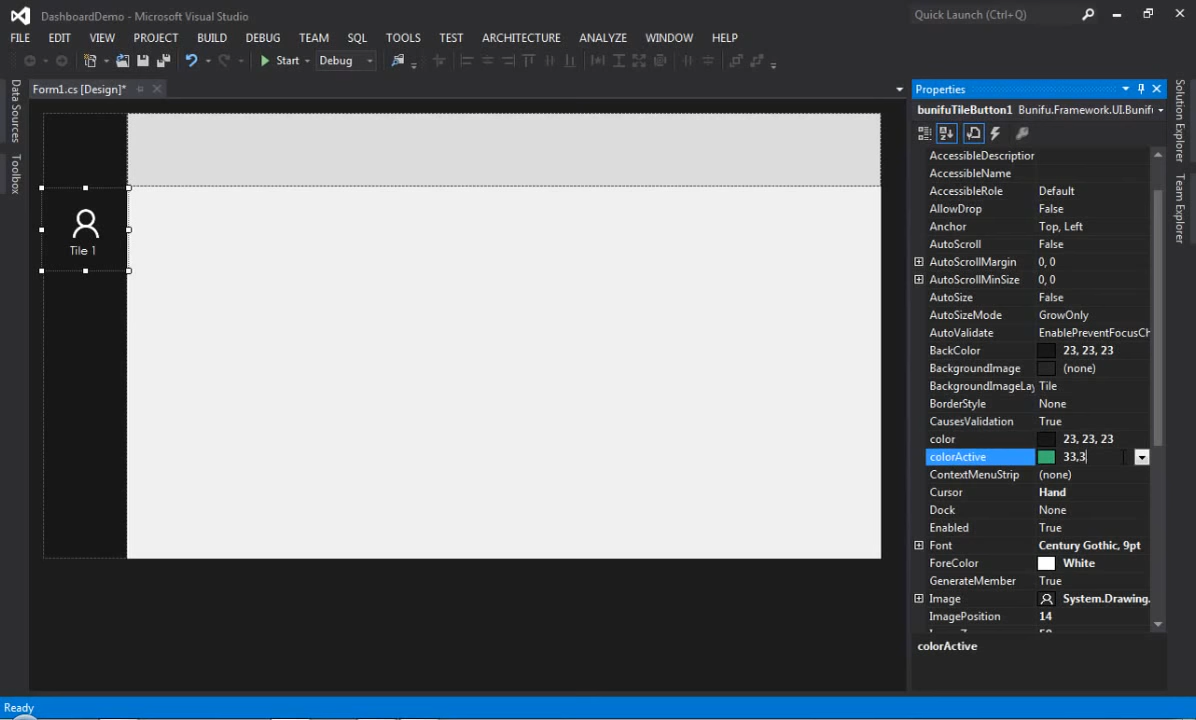 DashboardDemo - Microsoft Visual Studio
Quick Launch (Ctrl+Q)
FILE EDIT VIEW PROJECT BUILD DEBUG TEAM SQL TOOLS TEST ARCHITECTURE ANALYZE WINDOW HELP
Start Debug
Data Sources
Toolbox
Form1.cs [Design]*
Tile 1
Properties
bunifuTileButton1 Bunifu.Framework.UI.Bunif
AccessibleDescription
AccessibleName
AccessibleRole Default
AllowDrop False
Anchor Top, Left
AutoScroll False
AutoScrollMargin 0, 0
AutoScrollMinSize 0, 0
AutoSize False
AutoSizeMode GrowOnly
AutoValidate EnablePreventFocusCh
BackColor 23, 23, 23
BackgroundImage (none)
BackgroundImageLay Tile
BorderStyle None
CausesValidation True
color 23, 23, 23
colorActive 33,3
ContextMenuStrip (none)
Cursor Hand
Dock None
Enabled True
Font Century Gothic, 9pt
ForeColor White
GenerateMember True
Image System.Drawing.
ImagePosition 14
colorActive
Solution Explorer
Team Explorer
Ready